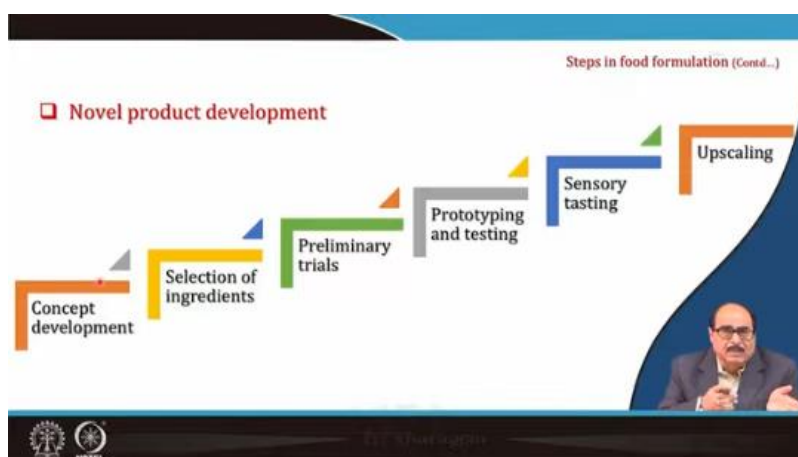 Steps in food formulation (Contd...)
Novel product development
Concept
development
Selection of
ingredients
Preliminary
trials
Prototyping
and testing
Sensory
tasting
Upscaling